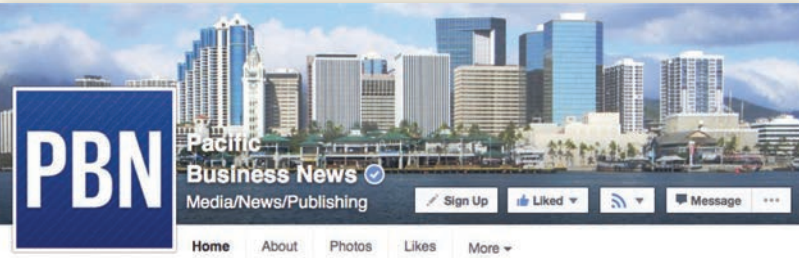 PBN
Pacific
Business News
Media/News/Publishing
Sign Up
Liked
Message
Home About Photos Likes More